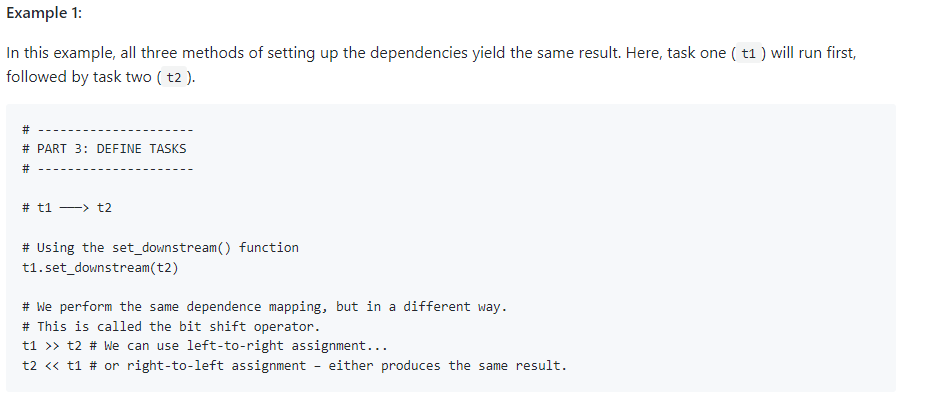 Example 1:
In this example, all three methods of setting up the dependencies yield the same result. Here, task one ( t1 ) will run first,
followed by task two ( t2 ).
# ---------------------
# PART 3: DEFINE TASKS
# ---------------------
# t1 ——> t2
# Using the set_downstream() function
t1.set_downstream(t2)
# We perform the same dependence mapping, but in a different way.
# This is called the bit shift operator.
t1 >> t2 # We can use left-to-right assignment...
t2 << t1 # or right-to-left assignment – either produces the same result.